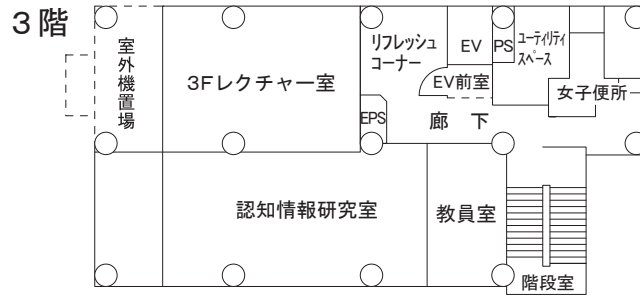 3階
室外機置場
3Fレクチャー室
リフレッシュ
コーナー
EV
PS
ユーティリティ
スペース
EV前室
女子便所
EPS
廊 下
認知情報研究室
教員室
階段室